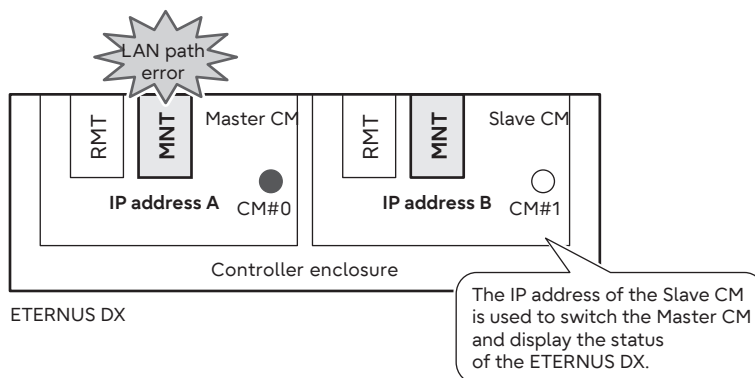 LAN path
error
RMT
MNT
Master CM
IP address A
CM#0
RMT
MNT
Slave CM
IP address B
CM#1
Controller enclosure
ETERNUS DX
The IP address of the Slave CM
is used to switch the Master CM
and display the status
of the ETERNUS DX.